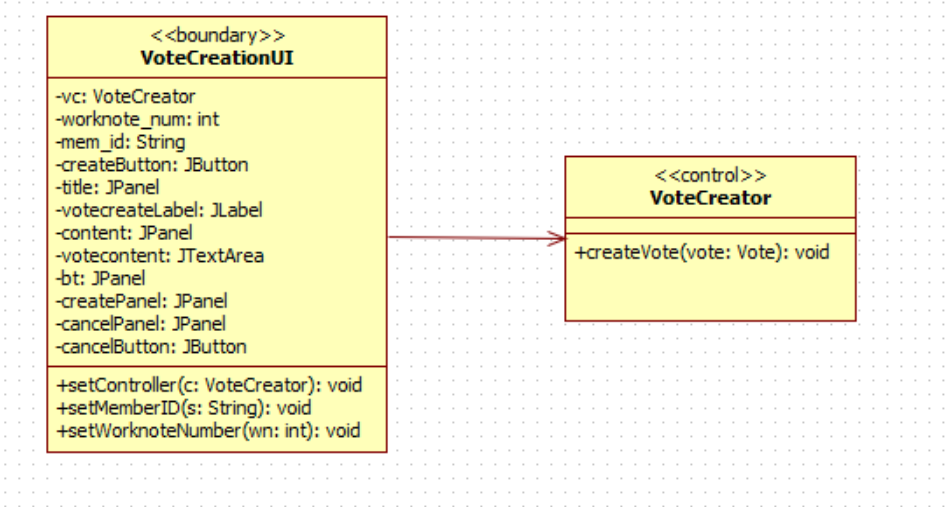 <<boundary>>
VoteCreationUI
-vc: VoteCreator
-worknote_num: int
-mem_id: String
-createButton: JButton
-title: JPanel
-votecreateLabel: JLabel
-content: JPanel
-votecontent: JTextArea
-bt: JPanel
-createPanel: JPanel
-cancelPanel: JPanel
-cancelButton: JButton
+setController(c: VoteCreator): void
+setMemberID(s: String): void
+setWorknoteNumber(wn: int): void
<<control>>
VoteCreator
+createVote(vote: Vote): void